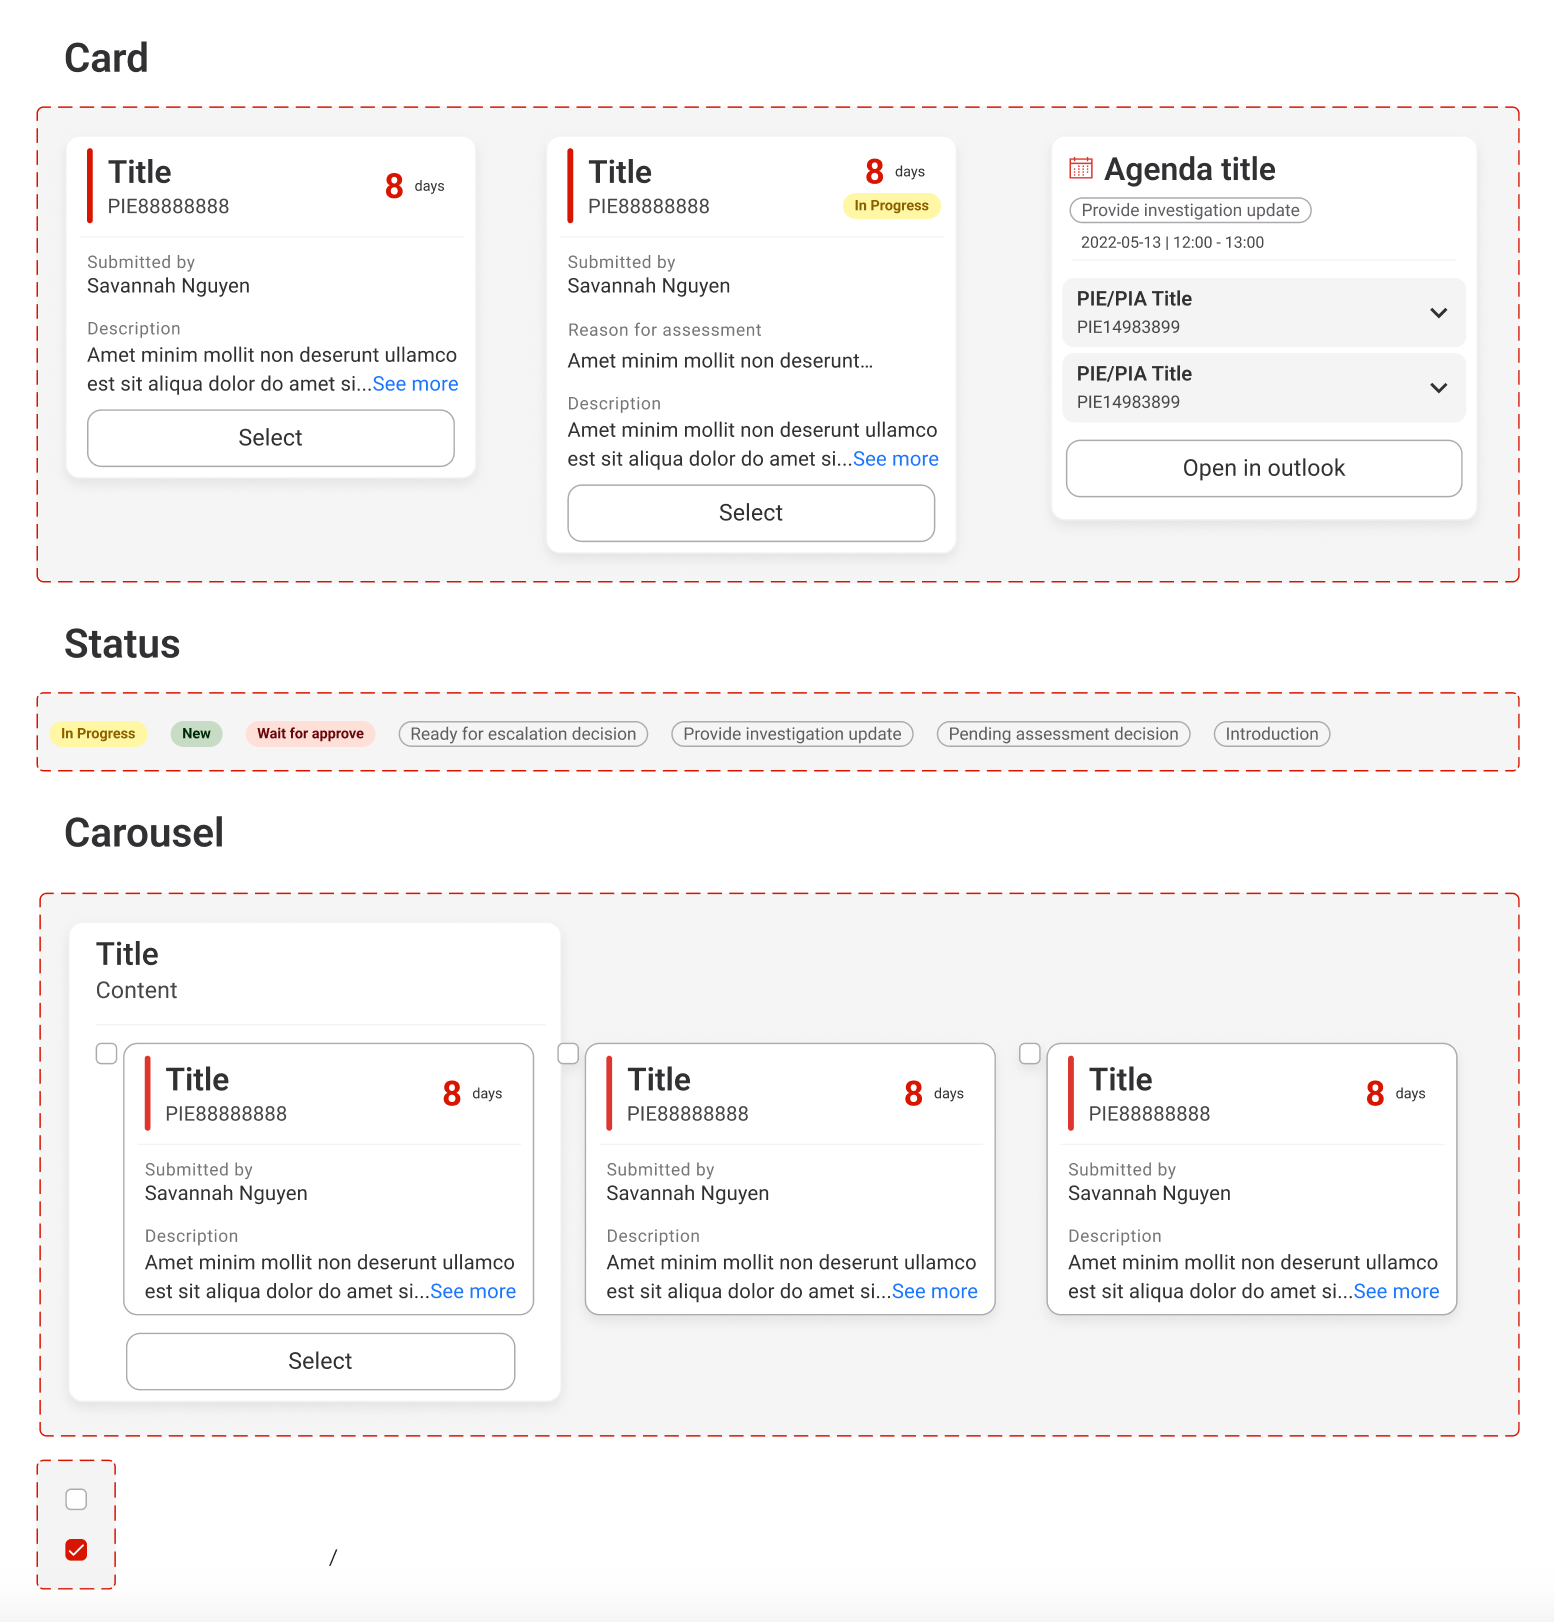 Card
Title
PIE88888888
8 days
Submitted by
Savannah Nguyen
Description
Amet minim mollit non deserunt ullamco
est sit aliqua dolor do amet si...See more
Select
Title
PIE88888888
8 days
In Progress
Submitted by
Savannah Nguyen
Reason for assessment
Amet minim mollit non deserunt...
Description
Amet minim mollit non deserunt ullamco
est sit aliqua dolor do amet si...See more
Select
Agenda title
Provide investigation update
2022-05-13 | 12:00 - 13:00
PIE/PIA Title
PIE14983899
PIE/PIA Title
PIE14983899
Open in outlook
Status
In Progress New Wait for approve Ready for escalation decision Provide investigation update Pending assessment decision Introduction
Carousel
Title
Content
Title
PIE88888888
8 days
Submitted by
Savannah Nguyen
Description
Amet minim mollit non deserunt ullamco
est sit aliqua dolor do amet si...See more
Select
Title
PIE88888888
8 days
Submitted by
Savannah Nguyen
Description
Amet minim mollit non deserunt ullamco
est sit aliqua dolor do amet si...See more
Title
PIE88888888
8 days
Submitted by
Savannah Nguyen
Description
Amet minim mollit non deserunt ullamco
est sit aliqua dolor do amet si...See more
/